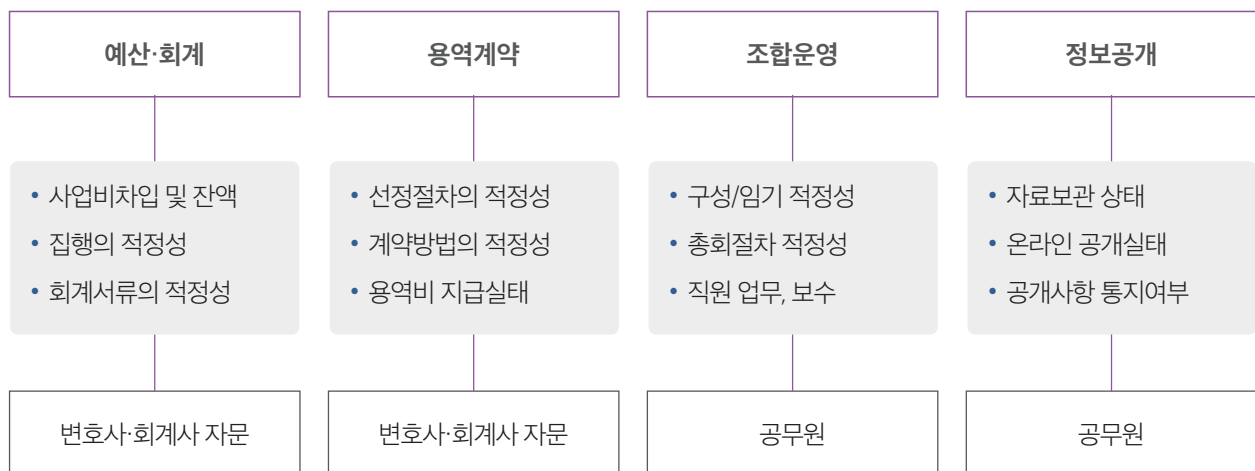 예산·회계
• 사업비차입 및 잔액
• 집행의 적정성
• 회계서류의 적정성
변호사·회계사 자문
용역계약
• 선정절차의 적정성
• 계약방법의 적정성
• 용역비 지급실태
변호사·회계사 자문
조합운영
• 구성/임기 적정성
• 총회절차 적정성
• 직원 업무, 보수
공무원
정보공개
• 자료보관 상태
• 온라인 공개실태
• 공개사항 통지여부
공무원